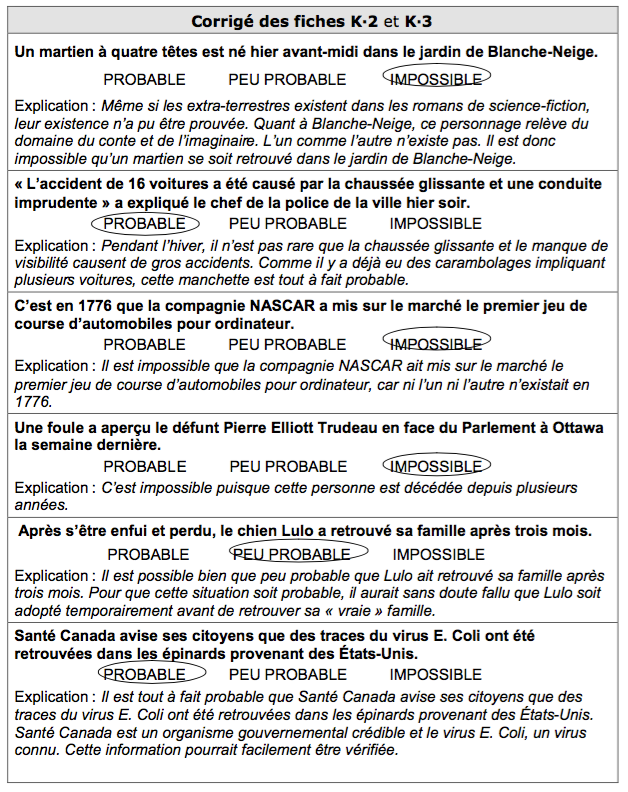 Corrigé des fiches K·2 et K·3
Un martien à quatre têtes est né hier avant-midi dans le jardin de Blanche-Neige.
PROBABLE PEU PROBABLE IMPOSSIBLE
Explication : Même si les extra-terrestres existent dans les romans de science-fiction,
leur existence n'a pu être prouvée. Quant à Blanche-Neige, ce personnage relève du
domaine du conte et de l'imaginaire. L'un comme l'autre n'existe pas. Il est donc
impossible qu'un martien se soit retrouvé dans le jardin de Blanche-Neige.
« L'accident de 16 voitures a été causé par la chaussée glissante et une conduite
imprudente » a expliqué le chef de la police de la ville hier soir.
PROBABLE PEU PROBABLE IMPOSSIBLE
Explication : Pendant l'hiver, il n'est pas rare que la chaussée glissante et le manque de
visibilité causent de gros accidents. Comme il y a déjà eu des carambolages impliquant
plusieurs voitures, cette manchette est tout à fait probable.
C'est en 1776 que la compagnie NASCAR a mis sur le marché le premier jeu de
course d'automobiles pour ordinateur.
PROBABLE PEU PROBABLE IMPOSSIBLE
Explication : Il est impossible que la compagnie NASCAR ait mis sur le marché le
premier jeu de course d'automobiles pour ordinateur, car ni l'un ni l'autre n'existait en
1776.
Une foule a aperçu le défunt Pierre Elliott Trudeau en face du Parlement à Ottawa
la semaine dernière.
PROBABLE PEU PROBABLE IMPOSSIBLE
Explication : C'est impossible puisque cette personne est décédée depuis plusieurs
années.
Après s'être enfui et perdu, le chien Lulo a retrouvé sa famille après trois mois.
PROBABLE PEU PROBABLE IMPOSSIBLE
Explication : Il est possible bien que peu probable que Lulo ait retrouvé sa famille après
trois mois. Pour que cette situation soit probable, il aurait sans doute fallu que Lulo soit
adopté temporairement avant de retrouver sa « vraie » famille.
Santé Canada avise ses citoyens que des traces du virus E. Coli ont été
retrouvées dans les épinards provenant des États-Unis.
PROBABLE PEU PROBABLE IMPOSSIBLE
Explication : Il est tout à fait probable que Santé Canada avise ses citoyens que des
traces du virus E. Coli ont été retrouvées dans les épinards provenant des États-Unis.
Santé Canada est un organisme gouvernemental crédible et le virus E. Coli, un virus
connu. Cette information pourrait facilement être vérifiée.